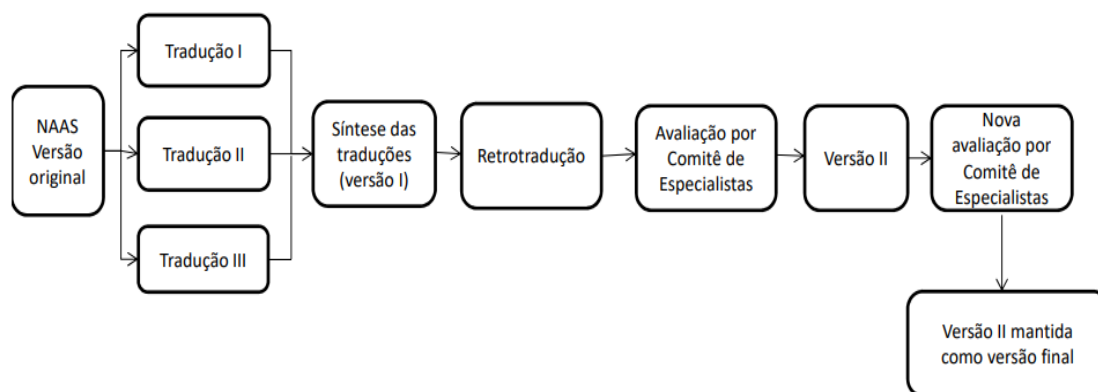 NAAS
Versão
original
Tradução I
Tradução II
Tradução III
Síntese das
traduções
(versão I)
Retrotradução
Avaliação por
Comitê de
Especialistas
Versão II
Nova
avaliação por
Comitê de
Especialistas
Versão II mantida
como versão final